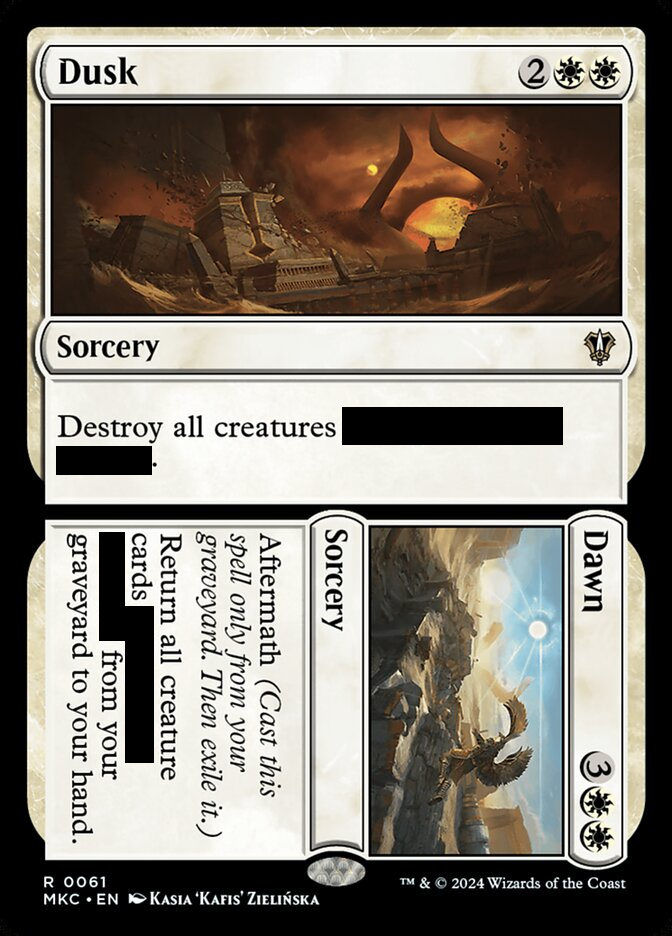 Dusk 2
Sorcery
Destroy all creatures
.
Dawn 3
Sorcery
Aftermath (Cast this
spell only from your
graveyard. Then exile it.)
Return all creature
cards
from your
graveyard to your hand.
R 0061
MKC • EN Kasia ‘Kafis’ Zielińska
™ & © 2024 Wizards of the Coast